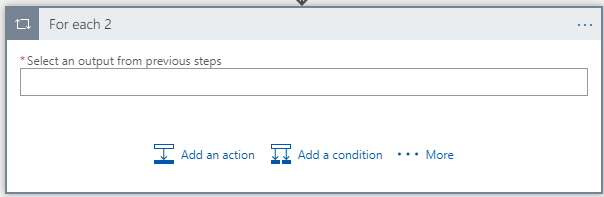 For each 2
* Select an output from previous steps
Add an action Add a condition More